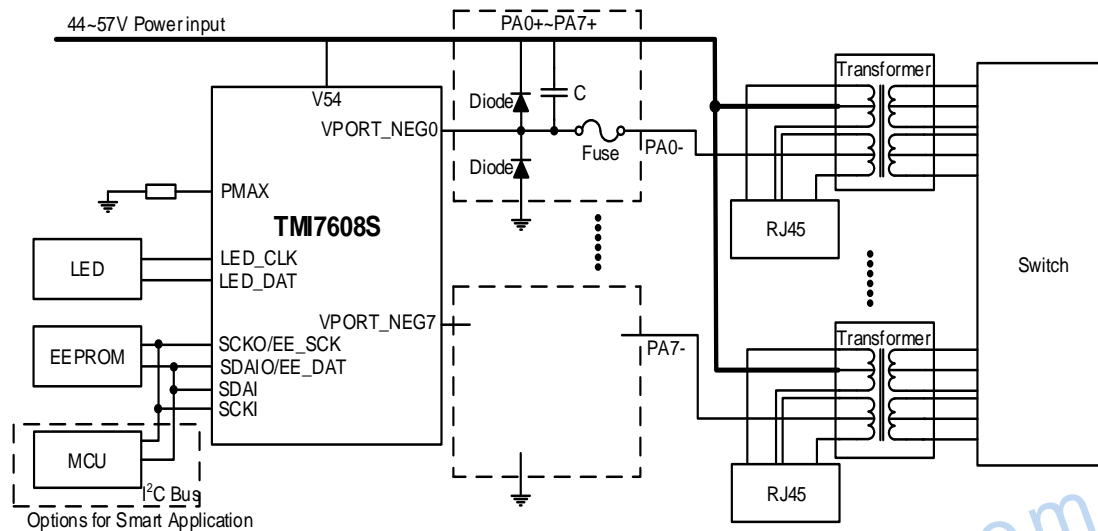 44~57V Power input
PA0+~PA7+
V54
VPORT_NEG0
Diode
C
Diode
Fuse
PA0-
Transformer
RJ45
Switch
PMAX
TMI7608S
LED
LED_CLK
LED_DAT
VPORT_NEG7
PA7-
Transformer
RJ45
EEPROM
SCKO/EE_SCK
SDAIO/EE_DAT
SDAI
SCKI
MCU
I²C Bus
Options for Smart Application
om